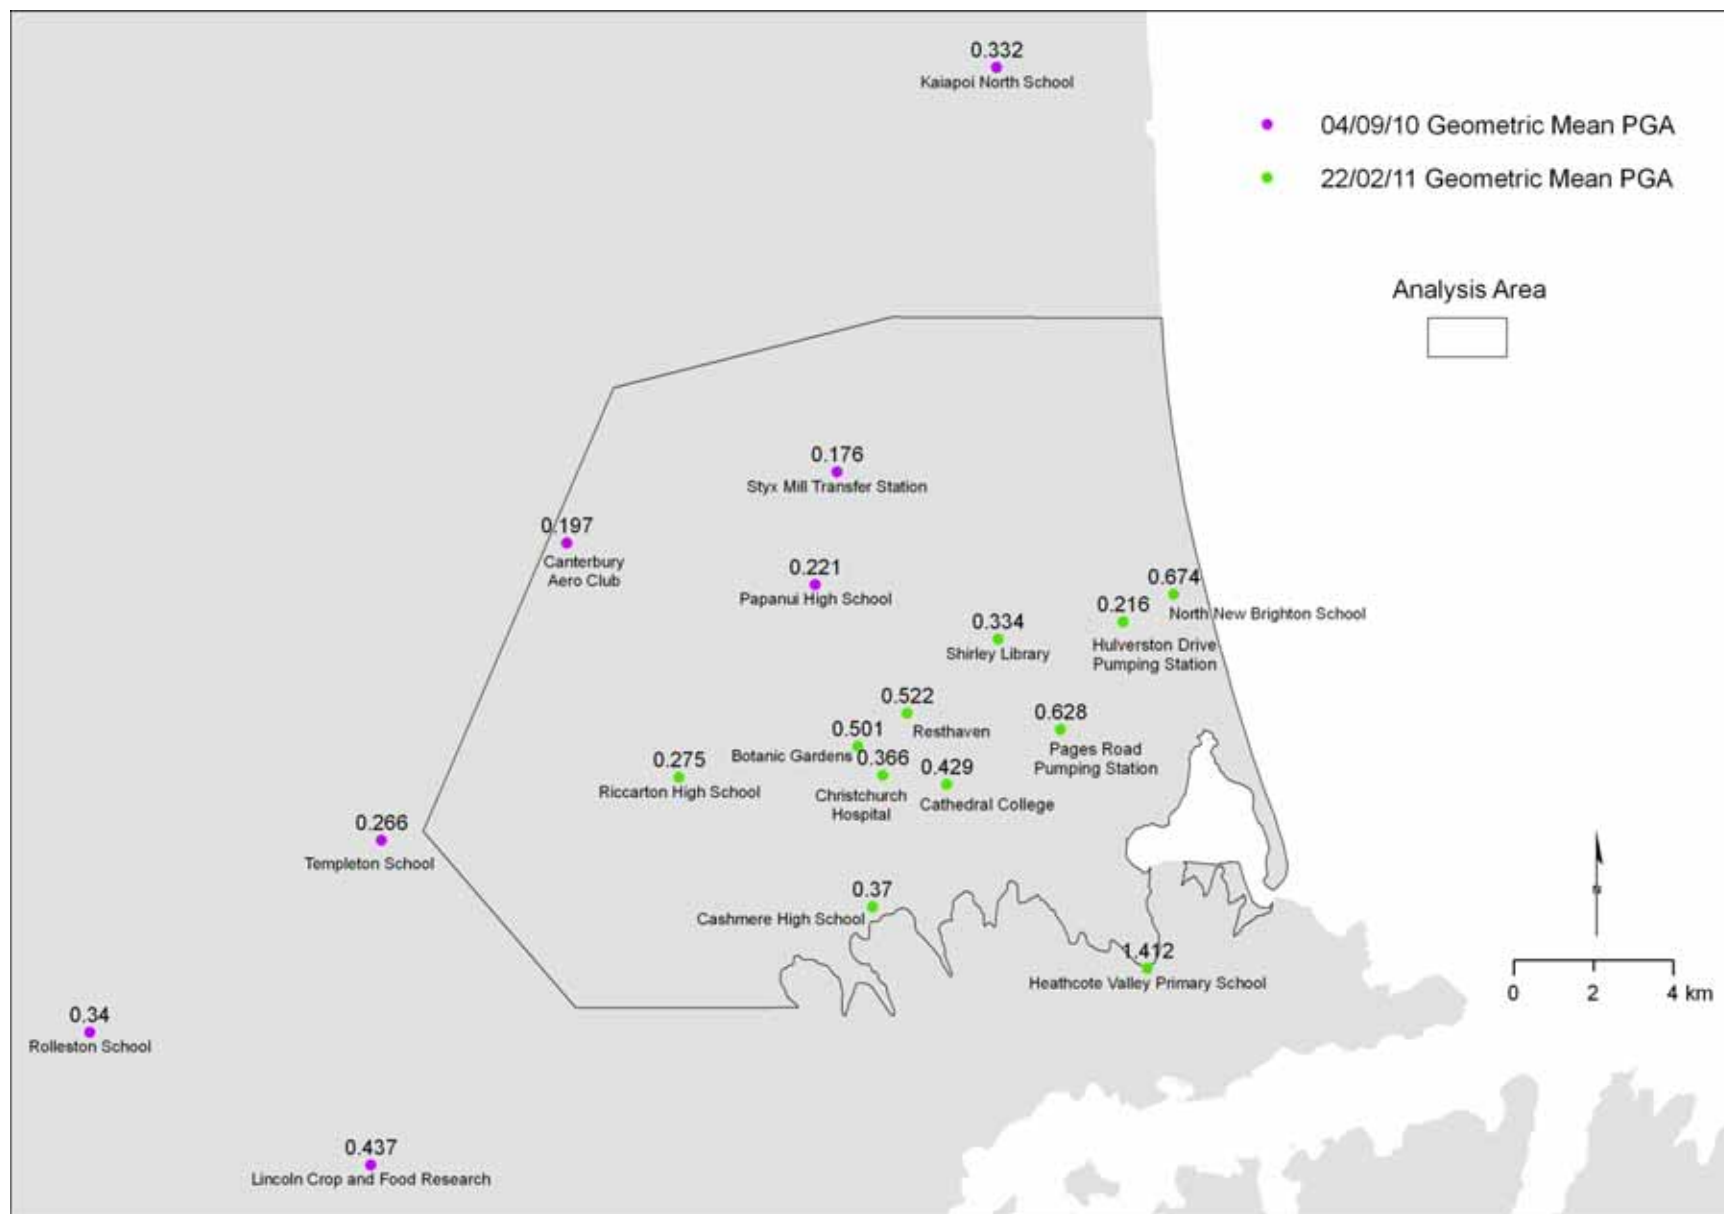 0.332
Kaiapoi North School
04/09/10 Geometric Mean PGA
22/02/11 Geometric Mean PGA
Analysis Area
0.176
Styx Mill Transfer Station
0.197
Canterbury
Aero Club
0.221
Papanui High School
0.674
North New Brighton School
0.216
Hulverston Drive
Pumping Station
0.334
Shirley Library
0.522
Resthaven
0.501
Botanic Gardens
0.628
Pages Road
Pumping Station
0.366
Christchurch
Hospital
0.429
Cathedral College
0.275
Riccarton High School
0.266
Templeton School
0.37
Cashmere High School
1.412
Heathcote Valley Primary School
0 2 4 km
0.34
Rolleston School
0.437
Lincoln Crop and Food Research